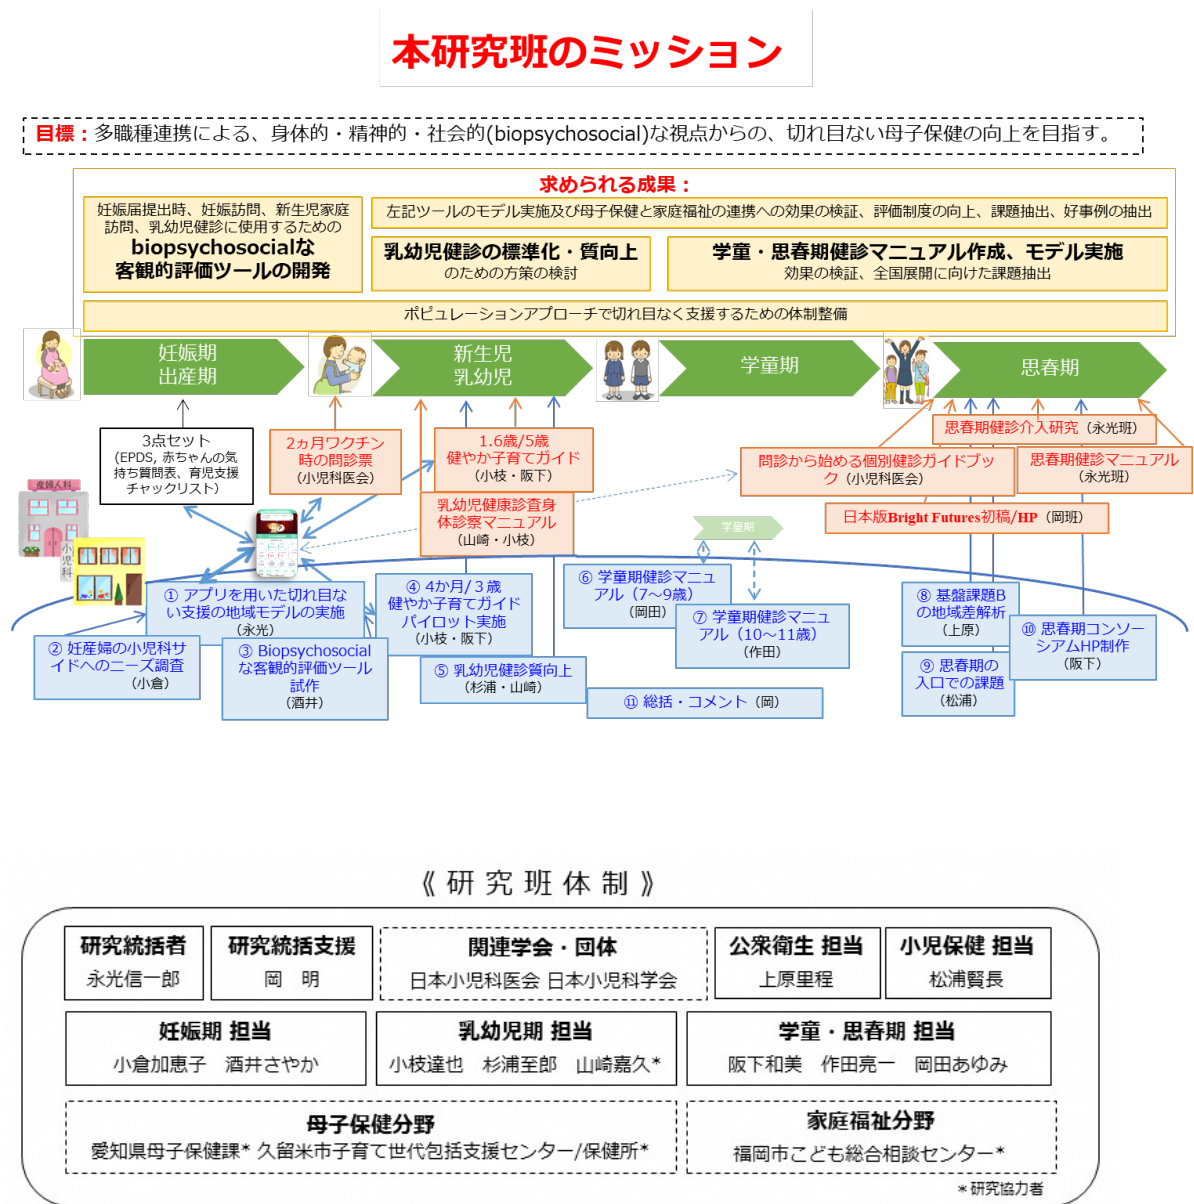 本研究班のミッション
目標：多職種連携による、身体的・精神的・社会的(biopsychosocial)な視点からの、切れ目ない母子保健の向上を目指す。
求められる成果：
妊娠届提出時、妊娠訪問、新生児家庭
訪問、乳幼児健診に使用するための
biopsychosocialな
客観的評価ツールの開発
左記ツールのモデル実施及び母子保健と家庭福祉の連携への効果の検証、評価制度の向上、課題抽出、好事例の抽出
乳幼児健診の標準化・質向上
のための方策の検討
学童・思春期健診マニュアル作成、モデル実施
効果の検証、全国展開に向けた課題抽出
ポピュレーションアプローチで切れ目なく支援するための体制整備
妊娠期
出産期
新生児
乳幼児
学童期
思春期
3点セット
(EPDS, 赤ちゃんの気
持ち質問表、育児支援
チャックリスト）
2ヵ月ワクチン
時の問診票
（小児科医会）
1.6歳/5歳
健やか子育てガイド
（小枝・阪下）
乳幼児健康診査身
体診察マニュアル
（山崎・小枝）
思春期健診介入研究（永光班）
問診から始める個別健診ガイドブッ
ク（小児科医会）
思春期健診マニュアル
（永光班）
日本版Bright Futures初稿/HP（岡班）
産婦人科
小児科
学童期
① アプリを用いた切れ目な
い支援の地域モデルの実施
（永光）
② 妊産婦の小児科サ
イドへのニーズ調査
（小倉）
③ Biopsychosocial
な客観的評価ツール
試作
（酒井）
④ 4か月/３歳
健やか子育てガイド
パイロット実施
（小枝・阪下）
⑤ 乳幼児健診質向上
（杉浦・山崎）
⑥ 学童期健診マニュ
アル（7～9歳）
（岡田）
⑦ 学童期健診マニュ
アル（10～11歳）
（作田）
⑧ 基盤課題B
の地域差解析
（上原）
⑨ 思春期の
入口での課題
（松浦）
⑩ 思春期コンソー
シアムHP制作
（阪下）
⑪ 総括・コメント（岡）
《研究班体制》
研究統括者
永光信一郎
研究統括支援
岡　明
関連学会・団体
日本小児科医会 日本小児科学会
公衆衛生 担当
上原里程
小児保健 担当
松浦賢長
妊娠期 担当
小倉加恵子　酒井さやか
乳幼児期 担当
小枝達也　杉浦至郎　山崎嘉久*
学童・思春期 担当
阪下和美　作田亮一　岡田あゆみ
母子保健分野
愛知県母子保健課* 久留米市子育て世代包括支援センター/保健所*
家庭福祉分野
福岡市こども総合相談センター*
*研究協力者